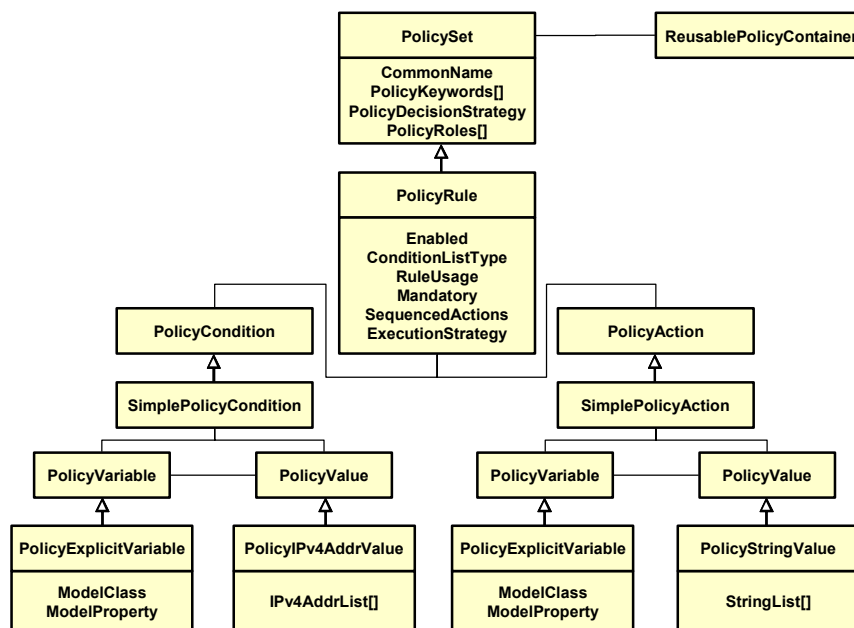 PolicySet
ReusablePolicyContainer
CommonName
PolicyKeywords[]
PolicyDecisionStrategy
PolicyRoles[]
PolicyRule
Enabled
ConditionListType
RuleUsage
Mandatory
SequencedActions
ExecutionStrategy
PolicyCondition
PolicyAction
SimplePolicyCondition
SimplePolicyAction
PolicyVariable
PolicyValue
PolicyVariable
PolicyValue
PolicyExplicitVariable
ModelClass
ModelProperty
PolicyIPv4AddrValue
IPv4AddrList[]
PolicyExplicitVariable
ModelClass
ModelProperty
PolicyStringValue
StringList[]